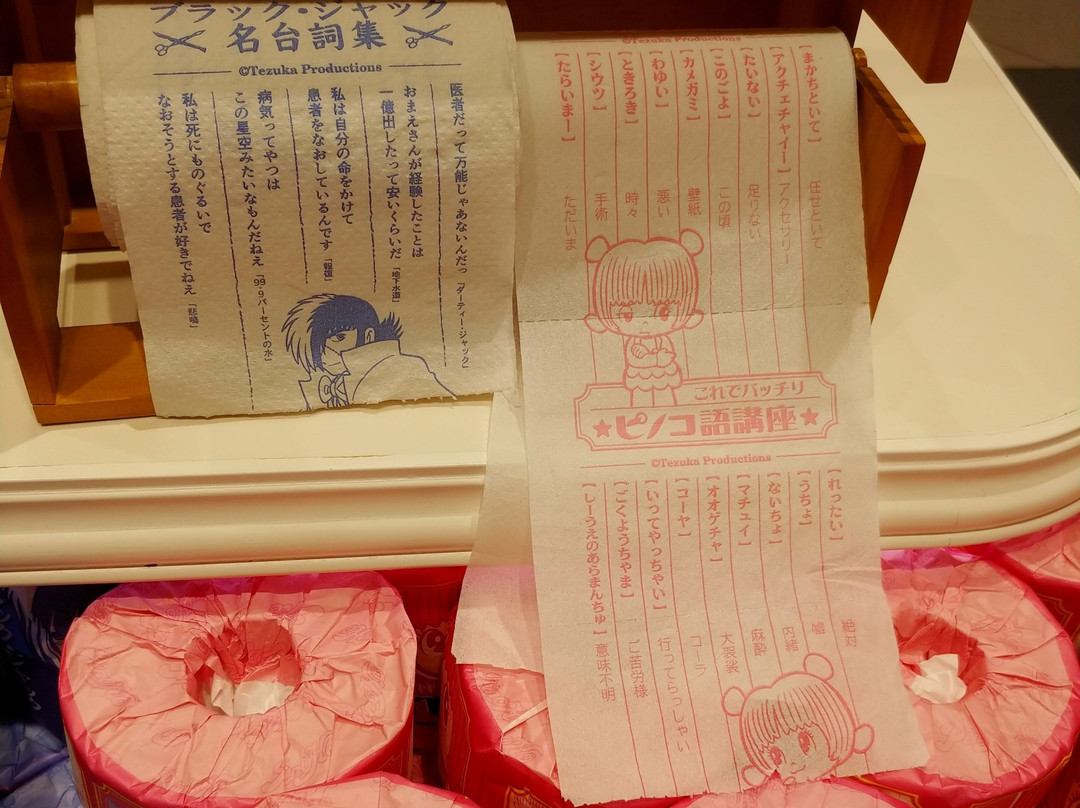 ブラック・ジャック
名台詞集
©Tezuka Productions
医者だって万能じゃあないんだっ「ダーティー・ジャック」
おまえさんが経験したことは
一億出したって安いくらいだ「地下水道」
私は自分の命をかけて
患者をなおしているんです「報復」
病気ってやつは
この星空みたいなもんだねえ「99・9パーセントの水」
私は死にものぐるいで
なおそうとする患者が好きでねえ「悲鳴」
©Tezuka Productions
【まかちといて】 任せといて
【アクチェチャイー】 アクセサリー
【たいない】 足りない
【このごよ】 この頃
【カメガミ】 壁紙
【わゆい】 悪い
【ときろき】 時々
【シウウツ】 手術
【たらいまー】 ただいま
これでバッチリ
★ピノコ語講座★
©Tezuka Productions
【れったい】 絶対
【うちょ】 嘘
【ないちょ】 内緒
【マチュイ】 麻酔
【オオゲチャ】 大袈裟
【コーヤ】 コーラ
【いってやっちゃい】 行ってらっしゃい
【ごくようちゃま】 ご苦労様
【しーうえのあらまんちゅ】 意味不明